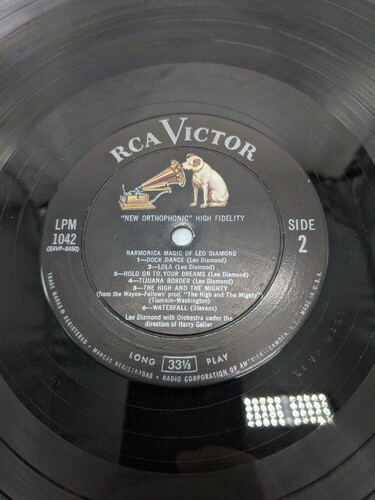 RCA VICTOR
"NEW ORTHOPHONIC" HIGH FIDELITY
LPM
1042
SIDE
2
HARMONICA MAGIC OF LEO DIAMOND
1—DOCK DANCE (Leo Diamond)
2—LOLA (Leo Diamond)
3—HOLD ON TO YOUR DREAMS (Leo Diamond)
4—TIJUANA BORDER (Leo Diamond)
5—THE HIGH AND THE MIGHTY
(from the Wayne-Fellows' prod. "The High and The Mighty")
(Tiomkin-Washington)
6—WATERFALL (Stevens)
Leo Diamond with Orchestra under the
direction of Harry Geller
LONG 33⅓ PLAY
TRADE MARKS ® REGISTERED • MARCAS REGISTRADAS • RADIO CORPORATION OF AMERICA—CAMDEN, N. J. MADE IN U.S.A.